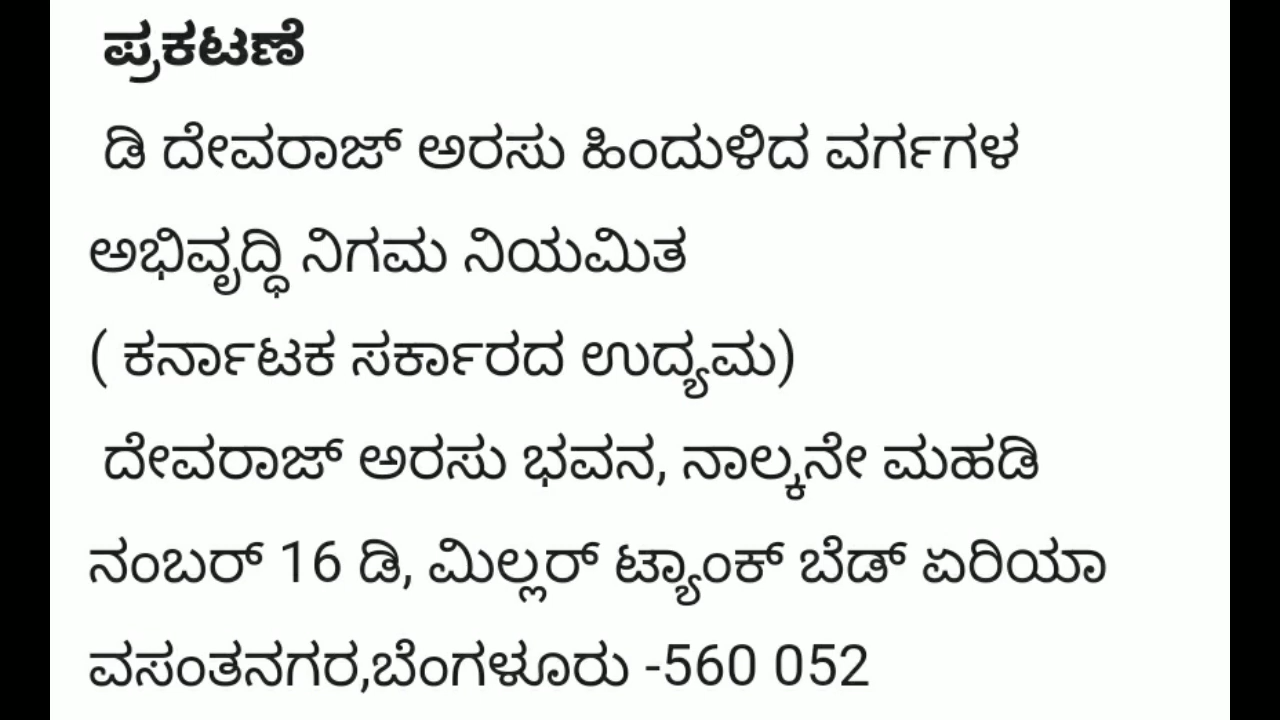 ಪ್ರಕಟಣೆ
ಡಿ ದೇವರಾಜ್ ಅರಸು ಹಿಂದುಳಿದ ವರ್ಗಗಳ
ಅಭಿವೃದ್ಧಿ ನಿಗಮ ನಿಯಮಿತ
( ಕರ್ನಾಟಕ ಸರ್ಕಾರದ ಉದ್ಯಮ)
ದೇವರಾಜ್ ಅರಸು ಭವನ, ನಾಲ್ಕನೇ ಮಹಡಿ
ನಂಬರ್ 16 ಡಿ, ಮಿಲ್ಲರ್ ಟ್ಯಾಂಕ್ ಬೆಡ್ ಏರಿಯಾ
ವಸಂತನಗರ,ಬೆಂಗಳೂರು -560 052